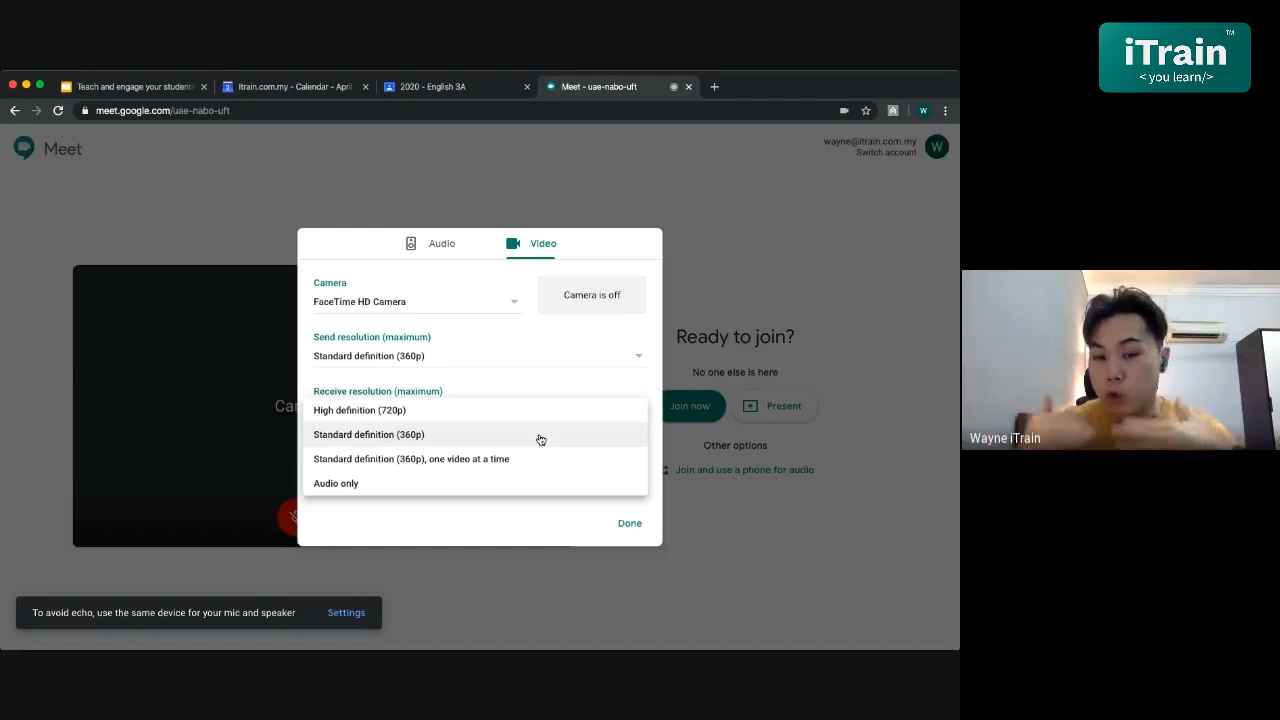 iTrain™
< you learn/>
Teach and engage your students
Itrain.com.my - Calendar - April
2020 - English 3A
Meet - uae-nabo-uft
meet.google.com/uae-nabo-uft
W
Meet
wayne@itrain.com.my
Switch account
W
Audio
Video
Camera
FaceTime HD Camera
Camera is off
Send resolution (maximum)
Standard definition (360p)
Receive resolution (maximum)
High definition (720p)
Standard definition (360p)
Standard definition (360p), one video at a time
Audio only
Done
Ready to join?
No one else is here
Join now
Present
Other options
Join and use a phone for audio
To avoid echo, use the same device for your mic and speaker
Settings
Wayne iTrain